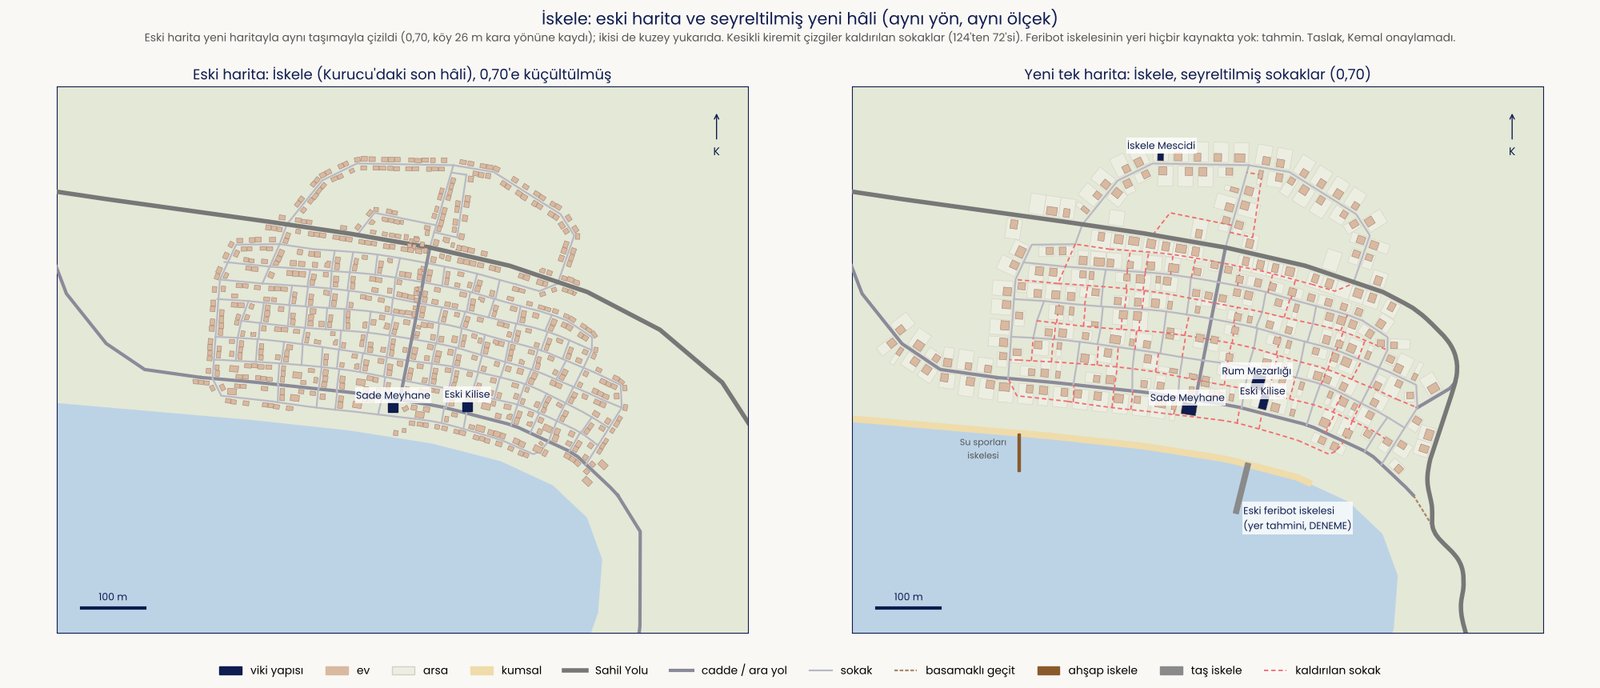 İskele: eski harita ve seyreltilmiş yeni hâli (aynı yön, aynı ölçek)
Eski harita yeni haritayla aynı taşımayla çizildi (0,70, köy 26 m kara yönüne kaydı); ikisi de kuzey yukarıda. Kesikli kiremit çizgiler kaldırılan sokaklar (124'ten 72'si). Feribot iskelesinin yeri hiçbir kaynakta yok: tahmin. Taslak, Kemal onaylamadı.
Eski harita: İskele (Kurucu'daki son hâli), 0,70'e küçültülmüş
K
Sade Meyhane
Eski Kilise
100 m
Yeni tek harita: İskele, seyreltilmiş sokaklar (0,70)
K
İskele Mescidi
Rum Mezarlığı
Eski Kilise
Sade Meyhane
Su sporları
iskelesi
Eski feribot iskelesi
(yer tahmini, DENEME)
100 m
viki yapısı
ev
arsa
kumsal
Sahil Yolu
cadde / ara yol
sokak
basamaklı geçit
ahşap iskele
taş iskele
kaldırılan sokak